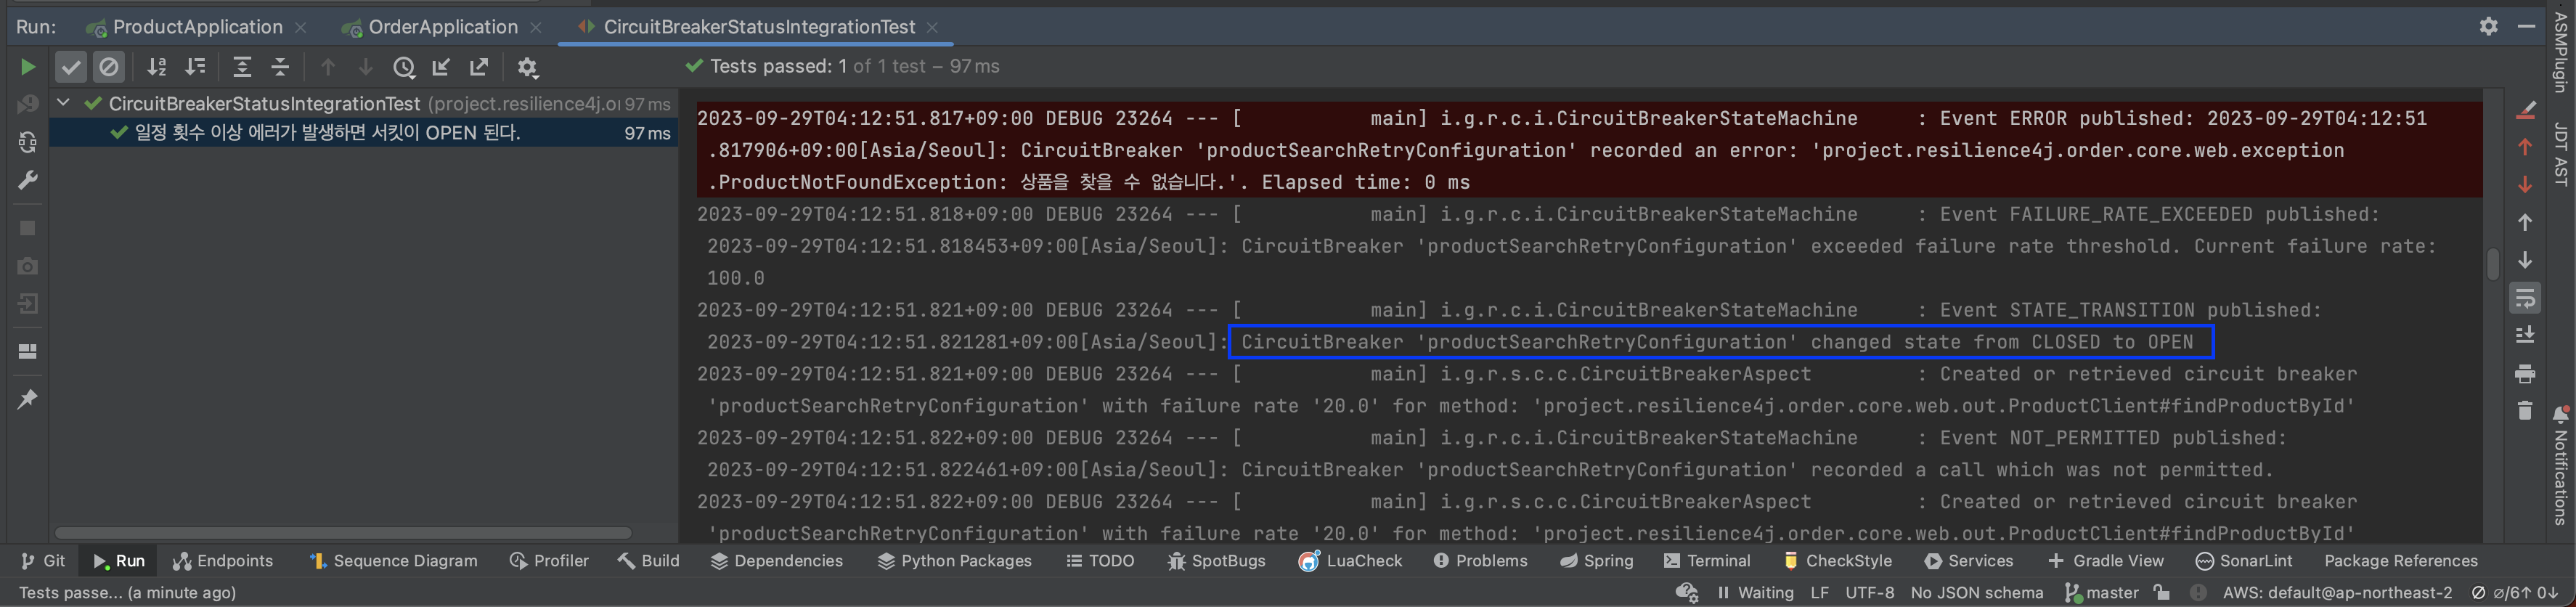 Run: ProductApplication OrderApplication CircuitBreakerStatusIntegrationTest
Tests passed: 1 of 1 test – 97 ms
CircuitBreakerStatusIntegrationTest (project.resilience4j.or 97 ms
일정 횟수 이상 에러가 발생하면 서킷이 OPEN 된다. 97 ms
2023-09-29T04:12:51.817+09:00 DEBUG 23264 --- [           main] i.g.r.c.i.CircuitBreakerStateMachine     : Event ERROR published: 2023-09-29T04:12:51
.817906+09:00[Asia/Seoul]: CircuitBreaker 'productSearchRetryConfiguration' recorded an error: 'project.resilience4j.order.core.web.exception
.ProductNotFoundException: 상품을 찾을 수 없습니다.'. Elapsed time: 0 ms
2023-09-29T04:12:51.818+09:00 DEBUG 23264 --- [           main] i.g.r.c.i.CircuitBreakerStateMachine     : Event FAILURE_RATE_EXCEEDED published:
2023-09-29T04:12:51.818453+09:00[Asia/Seoul]: CircuitBreaker 'productSearchRetryConfiguration' exceeded failure rate threshold. Current failure rate:
100.0
2023-09-29T04:12:51.821+09:00 DEBUG 23264 --- [           main] i.g.r.c.i.CircuitBreakerStateMachine     : Event STATE_TRANSITION published:
2023-09-29T04:12:51.821281+09:00[Asia/Seoul]: CircuitBreaker 'productSearchRetryConfiguration' changed state from CLOSED to OPEN
2023-09-29T04:12:51.821+09:00 DEBUG 23264 --- [           main] i.g.r.s.c.c.CircuitBreakerAspect         : Created or retrieved circuit breaker
'productSearchRetryConfiguration' with failure rate '20.0' for method: 'project.resilience4j.order.core.web.out.ProductClient#findProductById'
2023-09-29T04:12:51.822+09:00 DEBUG 23264 --- [           main] i.g.r.c.i.CircuitBreakerStateMachine     : Event NOT_PERMITTED published:
2023-09-29T04:12:51.822461+09:00[Asia/Seoul]: CircuitBreaker 'productSearchRetryConfiguration' recorded a call which was not permitted.
2023-09-29T04:12:51.822+09:00 DEBUG 23264 --- [           main] i.g.r.s.c.c.CircuitBreakerAspect         : Created or retrieved circuit breaker
'productSearchRetryConfiguration' with failure rate '20.0' for method: 'project.resilience4j.order.core.web.out.ProductClient#findProductById'
ASMPlugin
JDT AST
Notifications
Git Run Endpoints Sequence Diagram Profiler Build Dependencies Python Packages TODO SpotBugs LuaCheck Problems Spring Terminal CheckStyle Services Gradle View SonarLint Package References
Tests passe... (a minute ago) Waiting LF UTF-8 No JSON schema master AWS: default@ap-northeast-2 ∅/6↑ 0↓